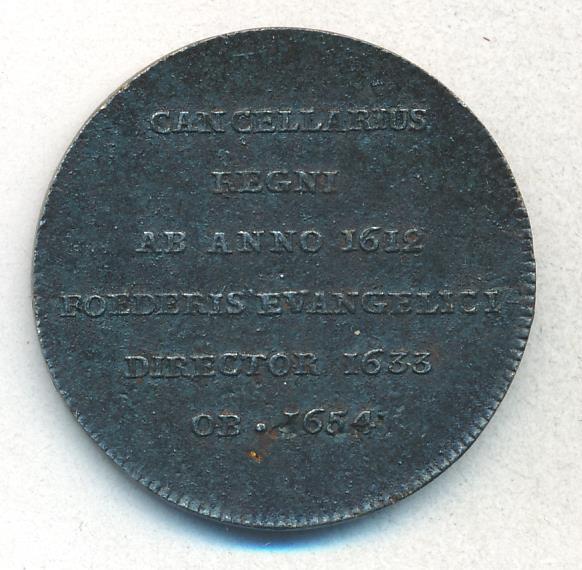 CANCELLARIUS
REGNI
AB ANNO 1612
FOEDERIS EVANGELICI
DIRECTOR 1633
OB . 1654.